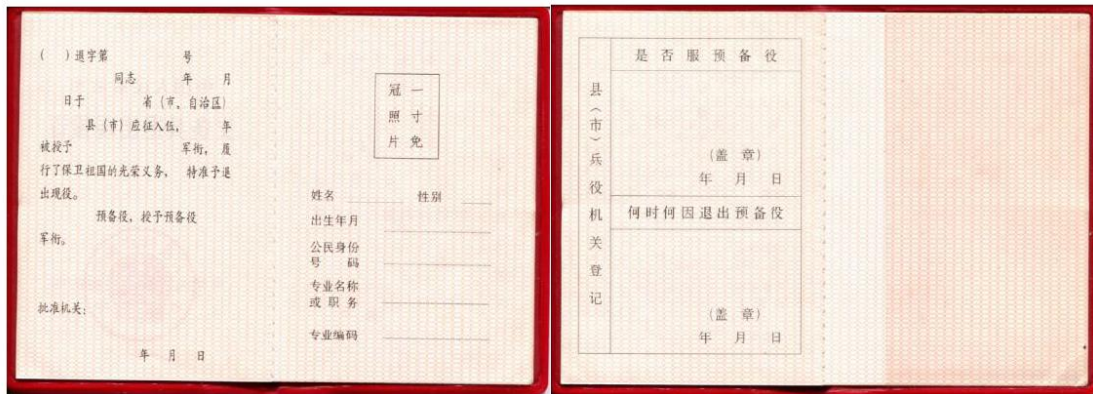 （　）退字第　　　　号
同志　　　年　月
日于　　　　省（市，自治区）
县（市）应征入伍，　　　年
被授予　　　　　　军衔，履
行了保卫祖国的光荣义务，　特准予退
出现役。
预备役，授予预备役
军衔。
批准机关：
年　月　日
冠　一
照　寸
片　免
姓名　　　　性别
出生年月
公民身份
号　　码
专业名称
或 职 务
专业编码
县（市）兵役机关登记
是否服预备役
（盖　章）
年　月　日
何时何因退出预备役
（盖　章）
年　月　日